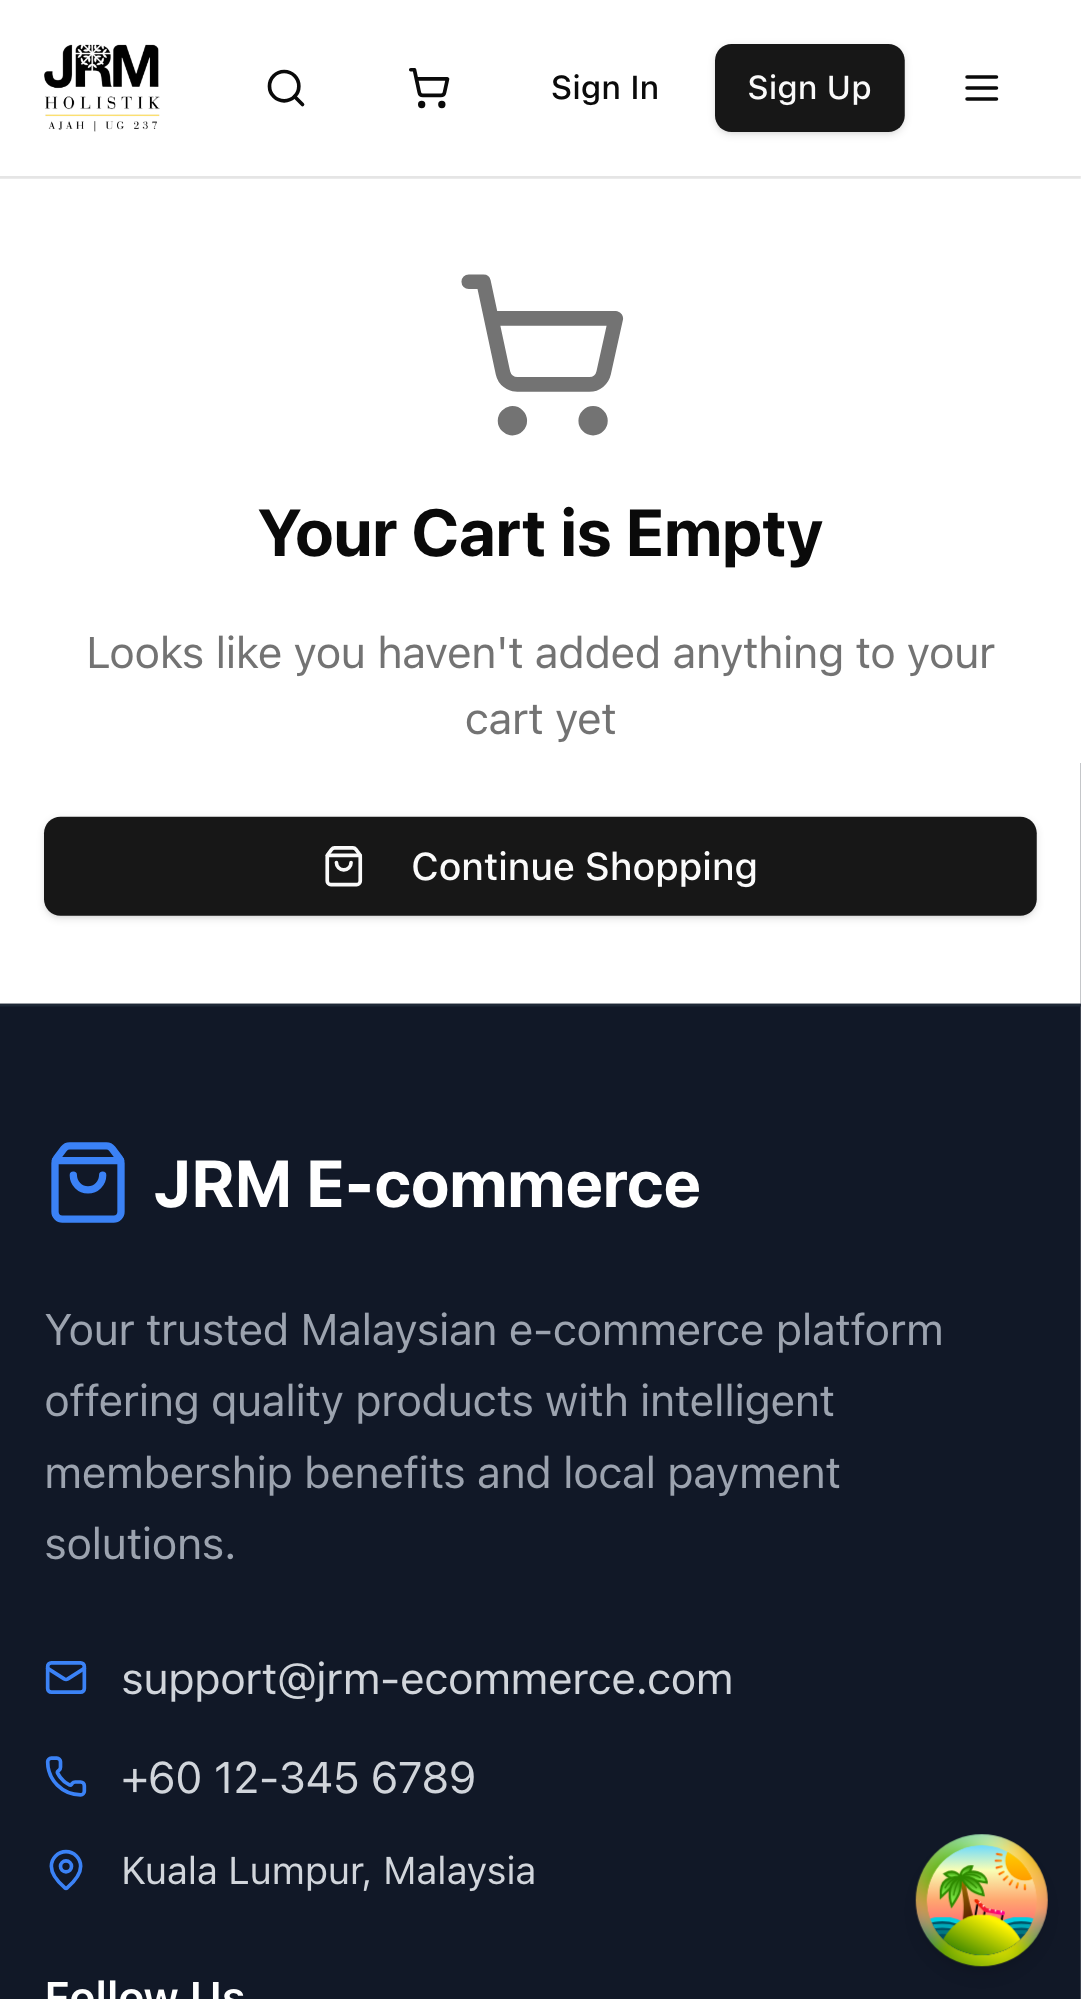 JRM
HOLISTIK
AJAH | UG 237
Sign In
Sign Up
Your Cart is Empty
Looks like you haven't added anything to your
cart yet
Continue Shopping
JRM E-commerce
Your trusted Malaysian e-commerce platform
offering quality products with intelligent
membership benefits and local payment
solutions.
support@jrm-ecommerce.com
+60 12-345 6789
Kuala Lumpur, Malaysia
Follow Us